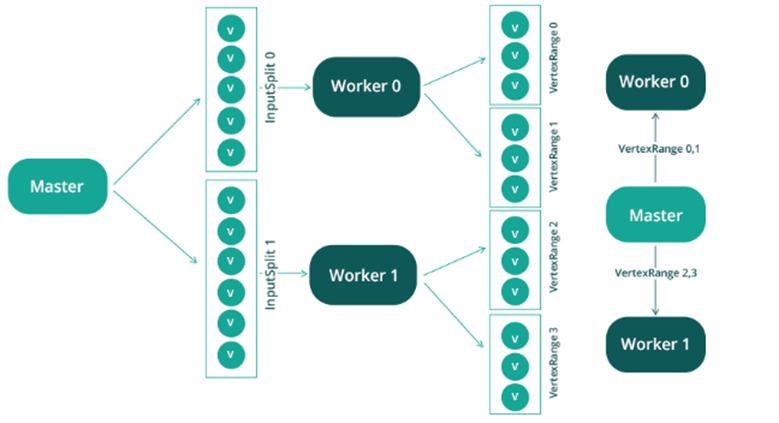 Master
V
V
V
V
V
InputSplit 0
V
V
V
V
V
V
InputSplit 1
Worker 0
Worker 1
V
V
V
VertexRange 0
V
V
V
VertexRange 1
V
V
V
VertexRange 2
V
V
V
VertexRange 3
Worker 0
VertexRange 0,1
Master
VertexRange 2,3
Worker 1